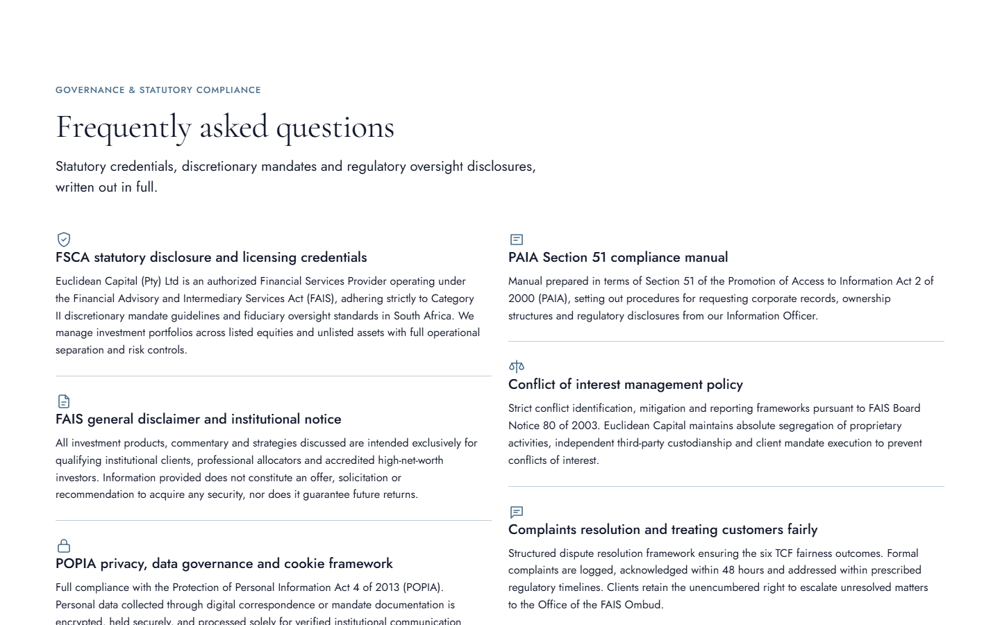 GOVERNANCE & STATUTORY COMPLIANCE
Frequently asked questions
Statutory credentials, discretionary mandates and regulatory oversight disclosures,
written out in full.
FSCA statutory disclosure and licensing credentials
Euclidean Capital (Pty) Ltd is an authorized Financial Services Provider operating under
the Financial Advisory and Intermediary Services Act (FAIS), adhering strictly to Category
II discretionary mandate guidelines and fiduciary oversight standards in South Africa. We
manage investment portfolios across listed equities and unlisted assets with full operational
separation and risk controls.
FAIS general disclaimer and institutional notice
All investment products, commentary and strategies discussed are intended exclusively for
qualifying institutional clients, professional allocators and accredited high-net-worth
investors. Information provided does not constitute an offer, solicitation or
recommendation to acquire any security, nor does it guarantee future returns.
POPIA privacy, data governance and cookie framework
Full compliance with the Protection of Personal Information Act 4 of 2013 (POPIA).
Personal data collected through digital correspondence or mandate documentation is
encrypted, held securely, and processed solely for verified institutional communication
PAIA Section 51 compliance manual
Manual prepared in terms of Section 51 of the Promotion of Access to Information Act 2 of
2000 (PAIA), setting out procedures for requesting corporate records, ownership
structures and regulatory disclosures from our Information Officer.
Conflict of interest management policy
Strict conflict identification, mitigation and reporting frameworks pursuant to FAIS Board
Notice 80 of 2003. Euclidean Capital maintains absolute segregation of proprietary
activities, independent third-party custodianship and client mandate execution to prevent
conflicts of interest.
Complaints resolution and treating customers fairly
Structured dispute resolution framework ensuring the six TCF fairness outcomes. Formal
complaints are logged, acknowledged within 48 hours and addressed within prescribed
regulatory timelines. Clients retain the unencumbered right to escalate unresolved matters
to the Office of the FAIS Ombud.